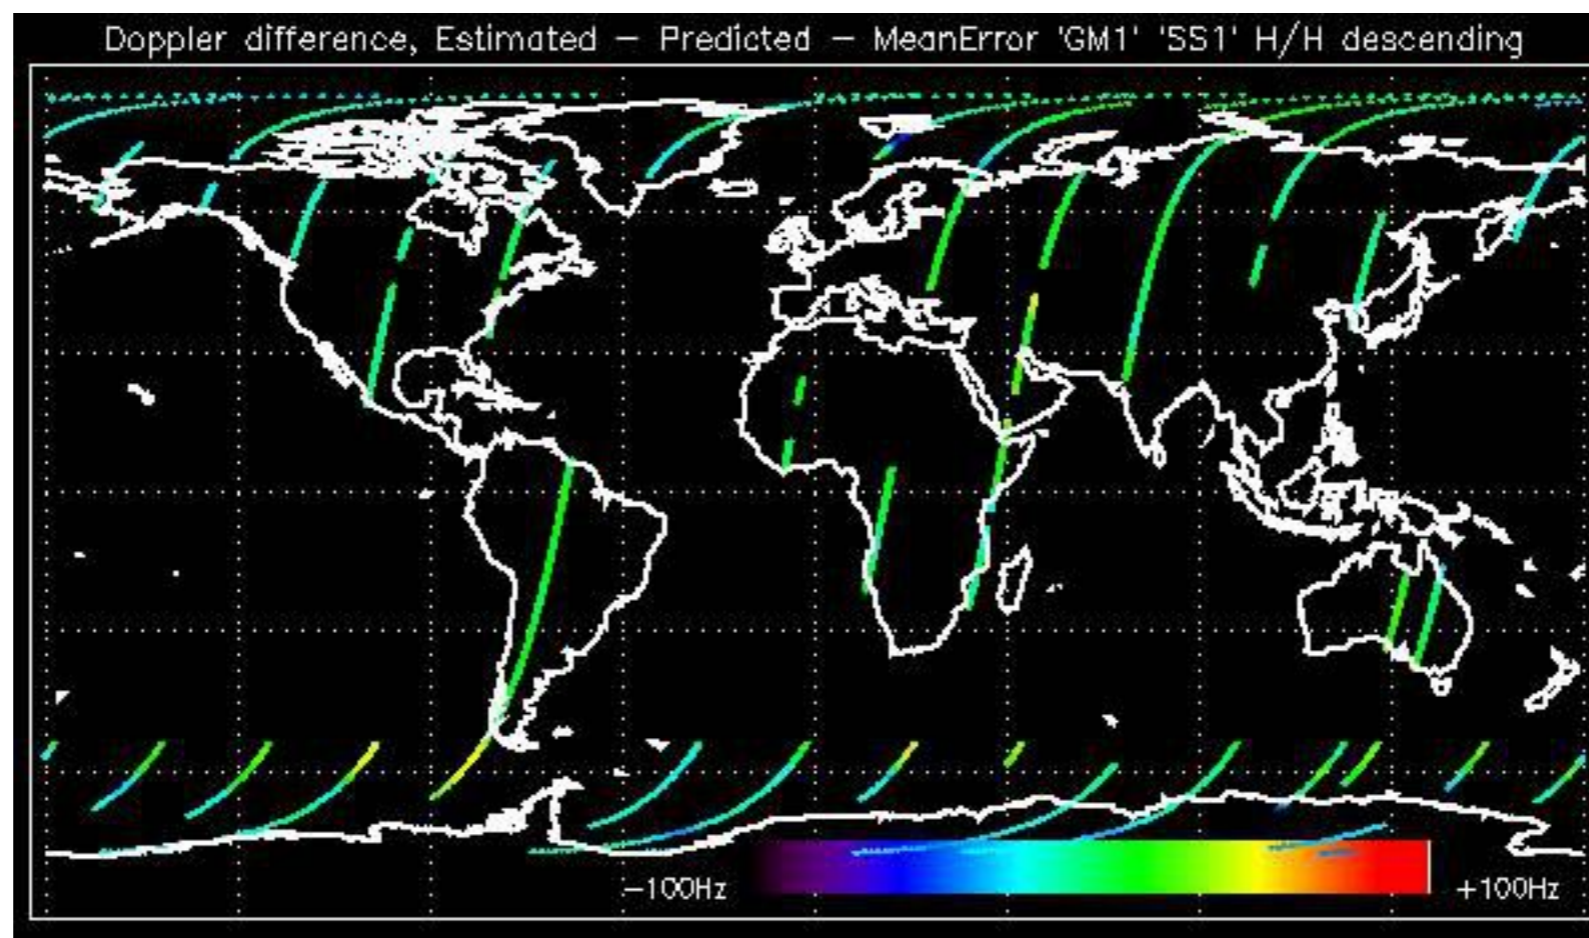 Doppler difference, Estimated – Predicted – MeanError 'GM1' 'SS1' H/H descending
–100Hz +100Hz